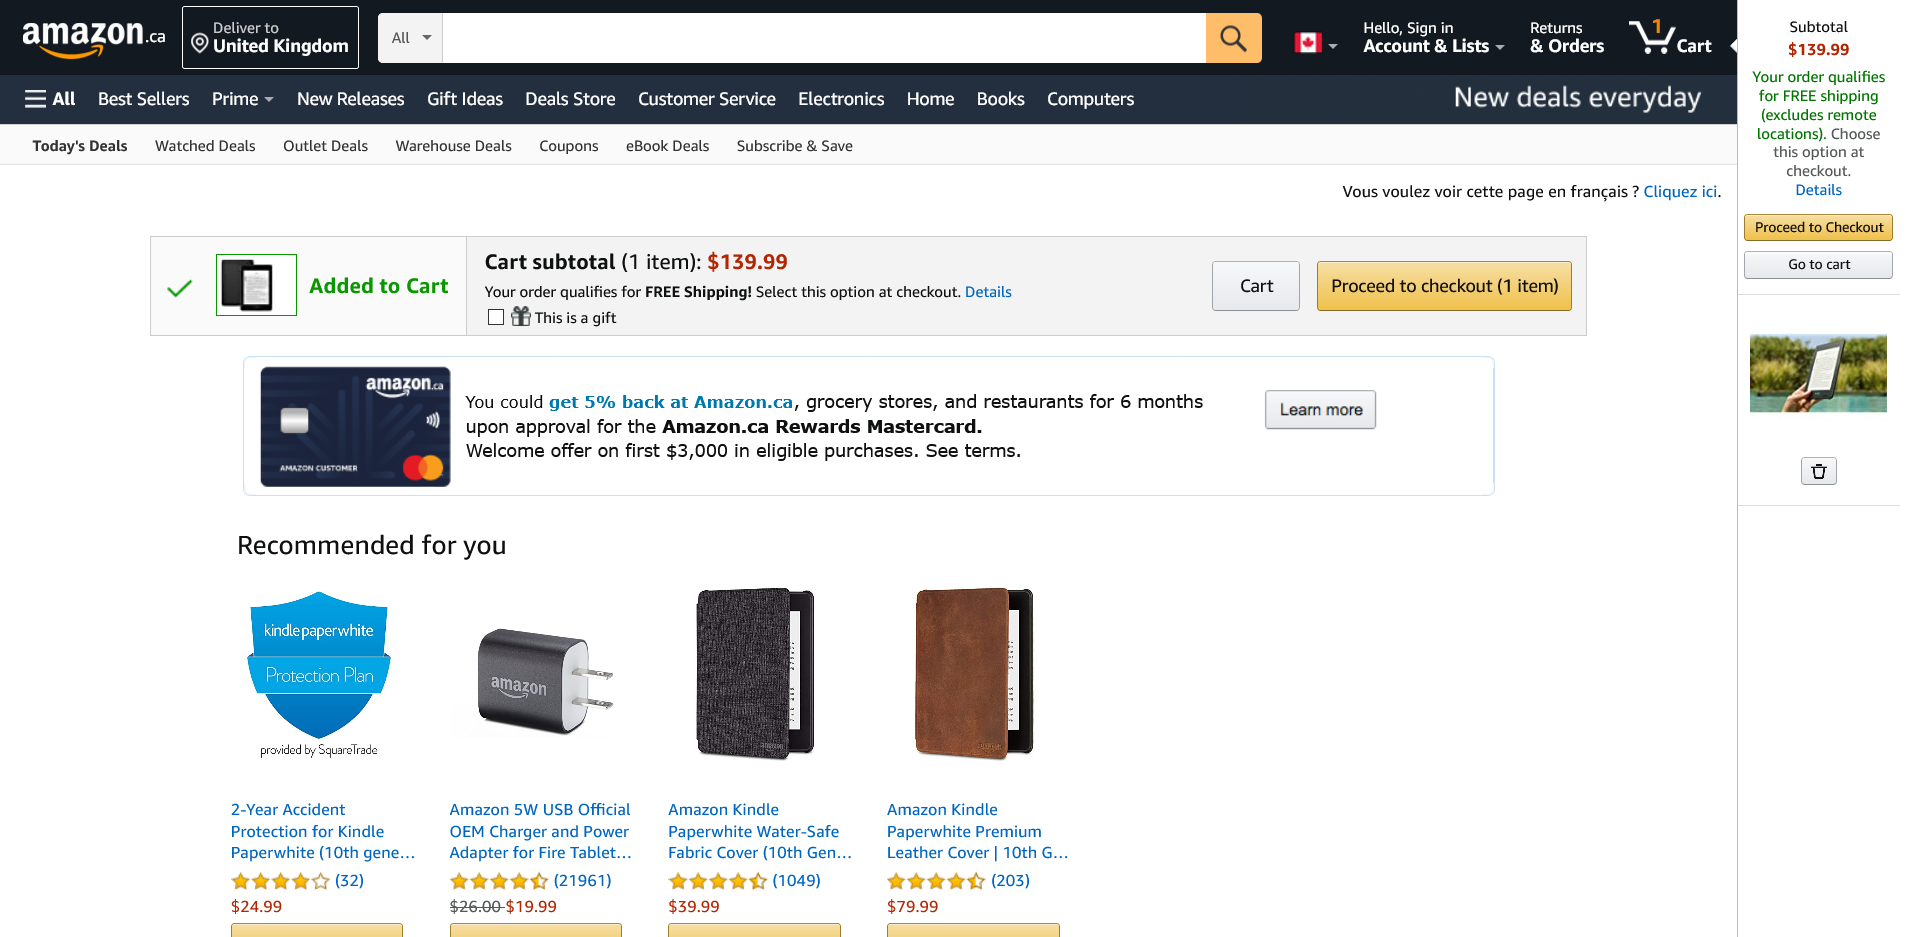 amazon.ca
Deliver to
United Kingdom
All
Hello, Sign in
Account & Lists
Returns
& Orders
1
Cart
All
Best Sellers
Prime
New Releases
Gift Ideas
Deals Store
Customer Service
Electronics
Home
Books
Computers
New deals everyday
Today's Deals
Watched Deals
Outlet Deals
Warehouse Deals
Coupons
eBook Deals
Subscribe & Save
Vous voulez voir cette page en français ? Cliquez ici.
Added to Cart
Cart subtotal (1 item): $139.99
Your order qualifies for FREE Shipping! Select this option at checkout. Details
This is a gift
Cart
Proceed to checkout (1 item)
amazon.ca
AMAZON CUSTOMER
You could get 5% back at Amazon.ca, grocery stores, and restaurants for 6 months
upon approval for the Amazon.ca Rewards Mastercard.
Welcome offer on first $3,000 in eligible purchases. See terms.
Learn more
Recommended for you
kindlepaperwhite
Protection Plan
provided by SquareTrade
2-Year Accident
Protection for Kindle
Paperwhite (10th gene...
(32)
$24.99
amazon
Amazon 5W USB Official
OEM Charger and Power
Adapter for Fire Tablet...
(21961)
$26.00 $19.99
Amazon Kindle
Paperwhite Water-Safe
Fabric Cover (10th Gen...
(1049)
$39.99
Amazon Kindle
Paperwhite Premium
Leather Cover | 10th G...
(203)
$79.99
Subtotal
$139.99
Your order qualifies
for FREE shipping
(excludes remote
locations). Choose
this option at
checkout.
Details
Proceed to Checkout
Go to cart